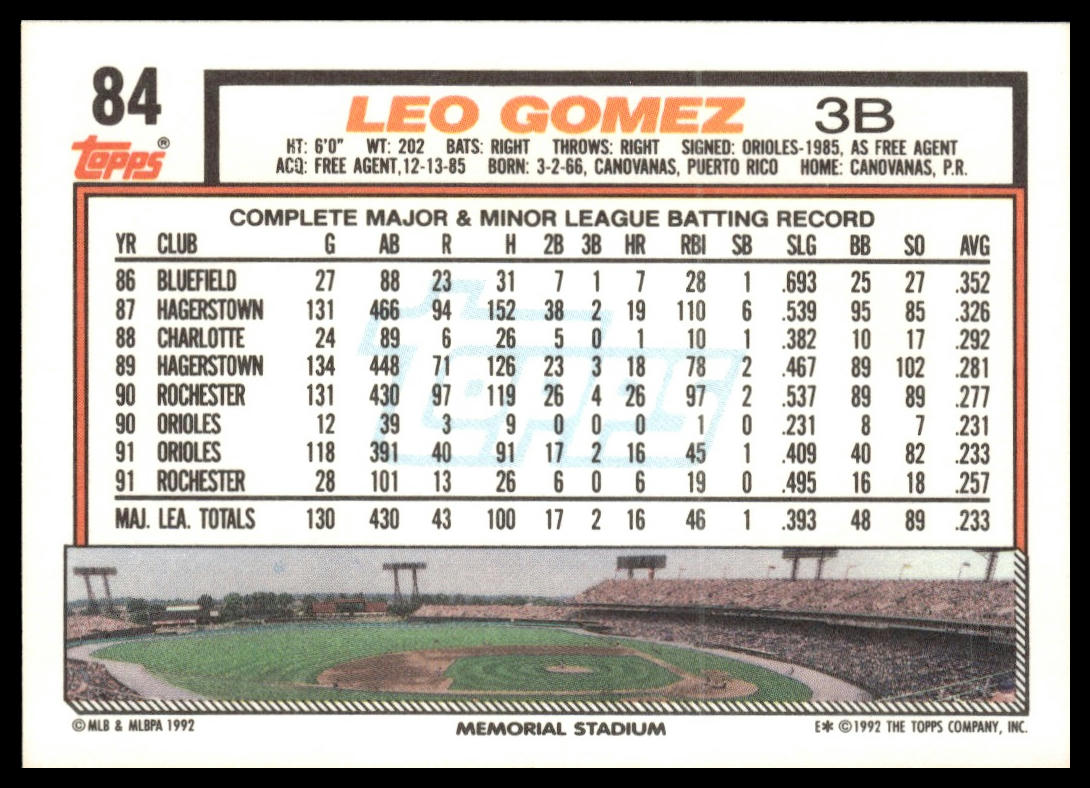 84
LEO GOMEZ 3B
Topps®
HT: 6'0" WT: 202 BATS: RIGHT THROWS: RIGHT SIGNED: ORIOLES-1985, AS FREE AGENT
ACQ: FREE AGENT,12-13-85 BORN: 3-2-66, CANOVANAS, PUERTO RICO HOME: CANOVANAS, P.R.
COMPLETE MAJOR & MINOR LEAGUE BATTING RECORD
YR CLUB G AB R H 2B 3B HR RBI SB SLG BB SO AVG
86 BLUEFIELD 27 88 23 31 7 1 7 28 1 .693 25 27 .352
87 HAGERSTOWN 131 466 94 152 38 2 19 110 6 .539 95 85 .326
88 CHARLOTTE 24 89 6 26 5 0 1 10 1 .382 10 17 .292
89 HAGERSTOWN 134 448 71 126 23 3 18 78 2 .467 89 102 .281
90 ROCHESTER 131 430 97 119 26 4 26 97 2 .537 89 89 .277
90 ORIOLES 12 39 3 9 0 0 0 1 0 .231 8 7 .231
91 ORIOLES 118 391 40 91 17 2 16 45 1 .409 40 82 .233
91 ROCHESTER 28 101 13 26 6 0 6 19 0 .495 16 18 .257
MAJ. LEA. TOTALS 130 430 43 100 17 2 16 46 1 .393 48 89 .233
Topps
©MLB & MLBPA 1992
MEMORIAL STADIUM
E* ©1992 THE TOPPS COMPANY, INC.